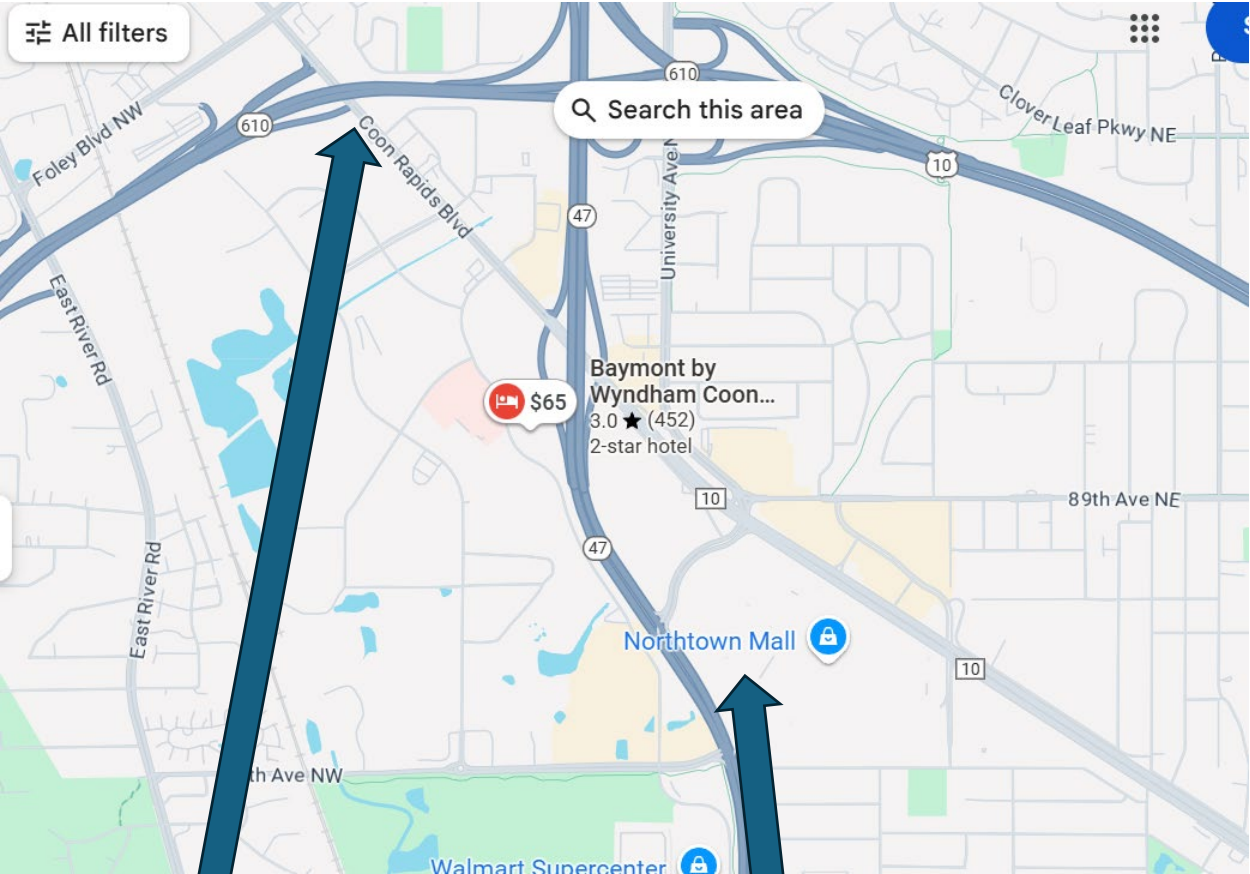 All filters
610
Search this area
Clover Leaf Pkwy NE
610
Foley Blvd NW
Coon Rapids Blvd
10
47
University Ave N
East River Rd
Baymont by
Wyndham Coon...
$65
3.0 ★ (452)
2-star hotel
10
89th Ave NE
47
East River Rd
Northtown Mall
10
th Ave NW
Walmart Supercenter